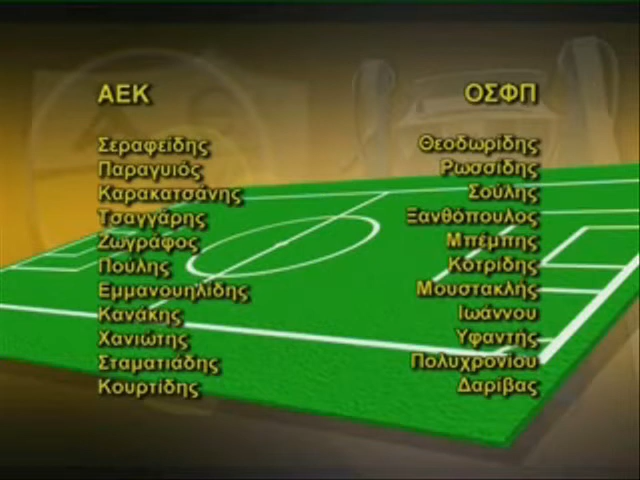 ΑΕΚ
Σεραφείδης
Παραγυιός
Καρακατσάνης
Τσαγγάρης
Ζωγράφος
Πούλης
Εμμανουηλίδης
Κανάκης
Χανιώτης
Σταματιάδης
Κουρτίδης
ΟΣΦΠ
Θεοδωρίδης
Ρωσσίδης
Σούλης
Ξανθόπουλος
Μπέμπης
Κοτρίδης
Μουστακλής
Ιωάννου
Υφαντής
Πολυχρονίου
Δαρίβας